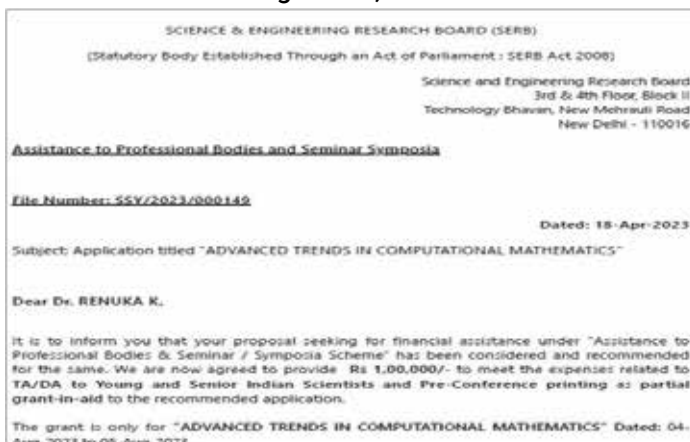 SCIENCE & ENGINEERING RESEARCH BOARD (SERB)
(Statutory Body Established Through an Act of Parliament : SERB Act 2008)
Science and Engineering Research Board
3rd & 4th Floor, Block II
Technology Bhavan, New Mehrauli Road
New Delhi - 110016
Assistance to Professional Bodies and Seminar Symposia
File Number: SSY/2023/000149
Dated: 18-Apr-2023
Subject: Application titled "ADVANCED TRENDS IN COMPUTATIONAL MATHEMATICS"
Dear Dr. RENUKA K,
It is to inform you that your proposal seeking for financial assistance under "Assistance to
Professional Bodies & Seminar / Symposia Scheme" has been considered and recommended
for the same. We are now agreed to provide Rs 1,00,000/- to meet the expenses related to
TA/DA to Young and Senior Indian Scientists and Pre-Conference printing as partial
grant-in-aid to the recommended application.
The grant is only for "ADVANCED TRENDS IN COMPUTATIONAL MATHEMATICS" Dated: 04-
Aug-2023 to 05-Aug-2023